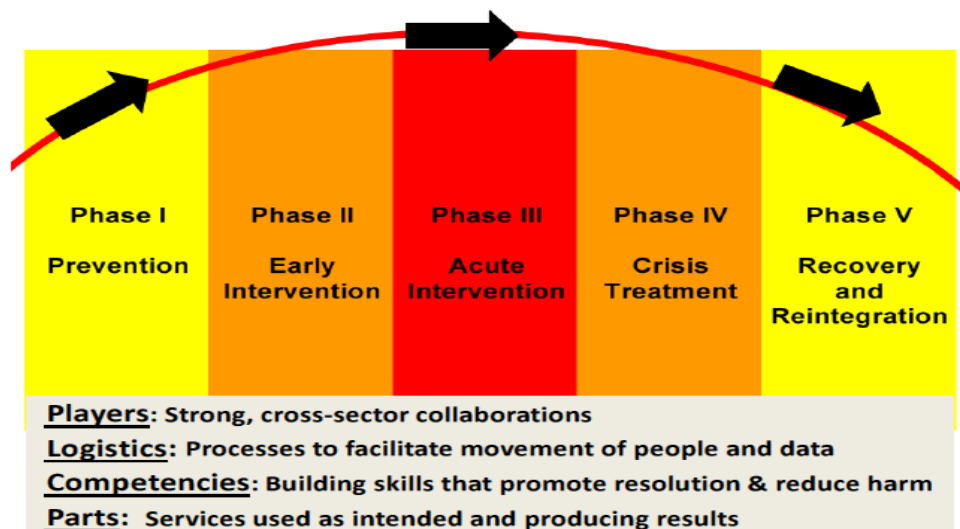 Phase I
Prevention
Phase II
Early
Intervention
Phase III
Acute
Intervention
Phase IV
Crisis
Treatment
Phase V
Recovery
and
Reintegration
Players: Strong, cross-sector collaborations
Logistics: Processes to facilitate movement of people and data
Competencies: Building skills that promote resolution & reduce harm
Parts: Services used as intended and producing results